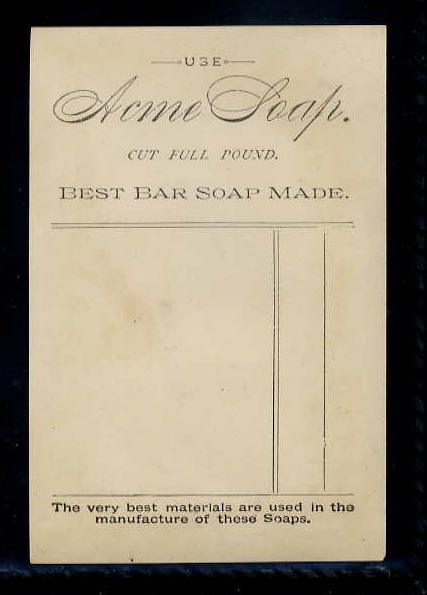 USE
Acme Soap.
CUT FULL POUND.
BEST BAR SOAP MADE.
The very best materials are used in the
manufacture of these Soaps.